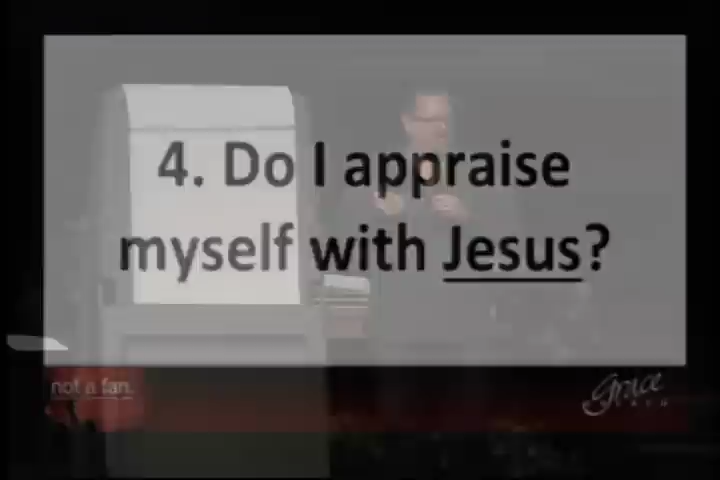 4. Do I appraise
myself with Jesus?
not a fan.
Grace